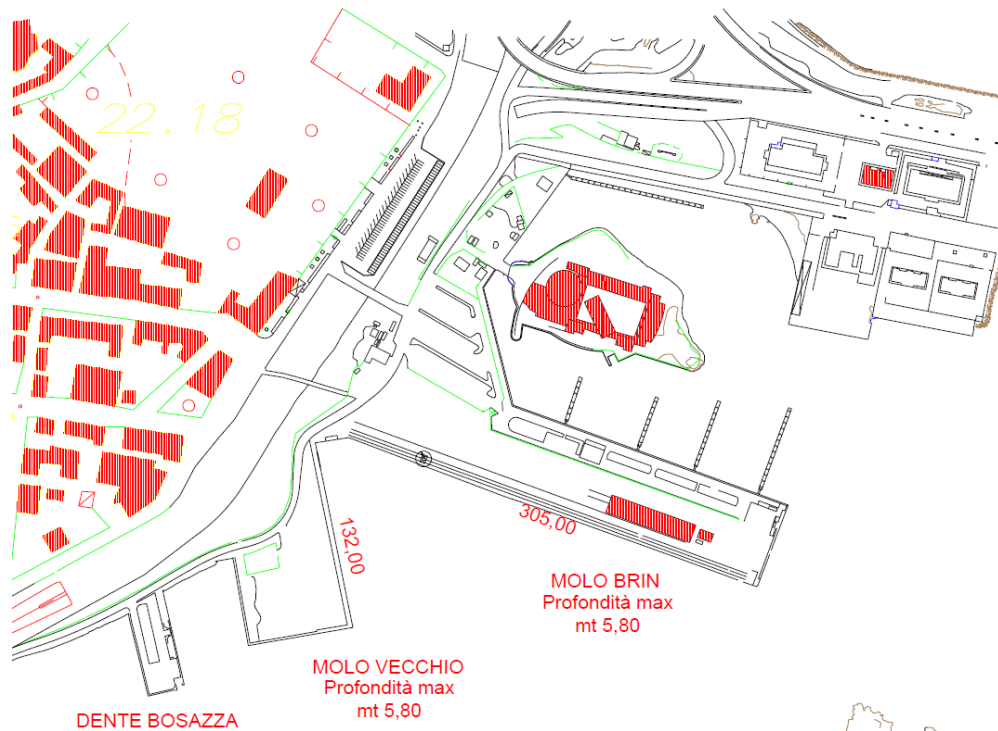 22.18
305,00
132,00
MOLO BRIN
Profondità max
mt 5,80
MOLO VECCHIO
Profondità max
mt 5,80
DENTE BOSAZZA